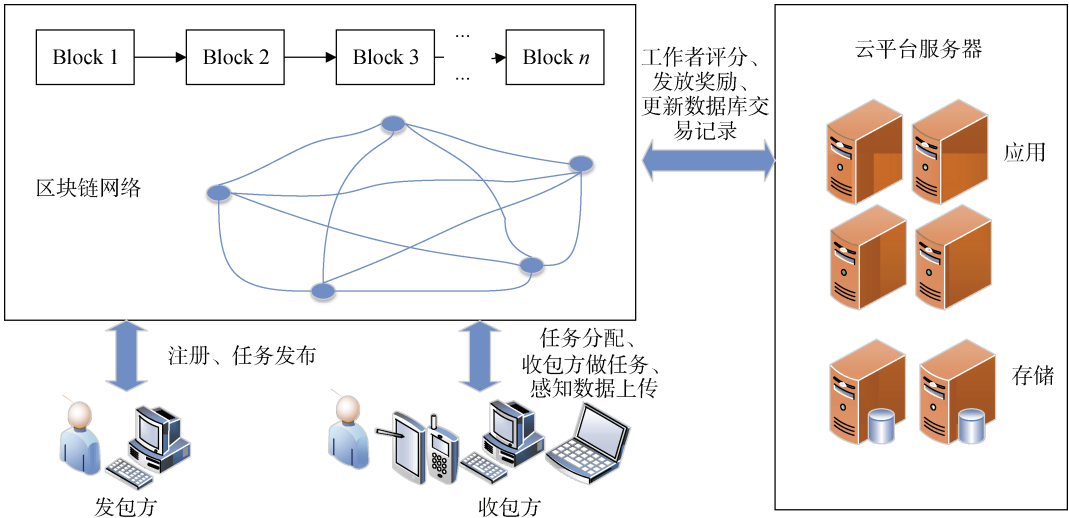 Block 1
Block 2
Block 3
...
...
Block n
区块链网络
工作者评分、
发放奖励、
更新数据库交
易记录
云平台服务器
应用
存储
注册、任务发布
任务分配、
收包方做任务、
感知数据上传
发包方
收包方